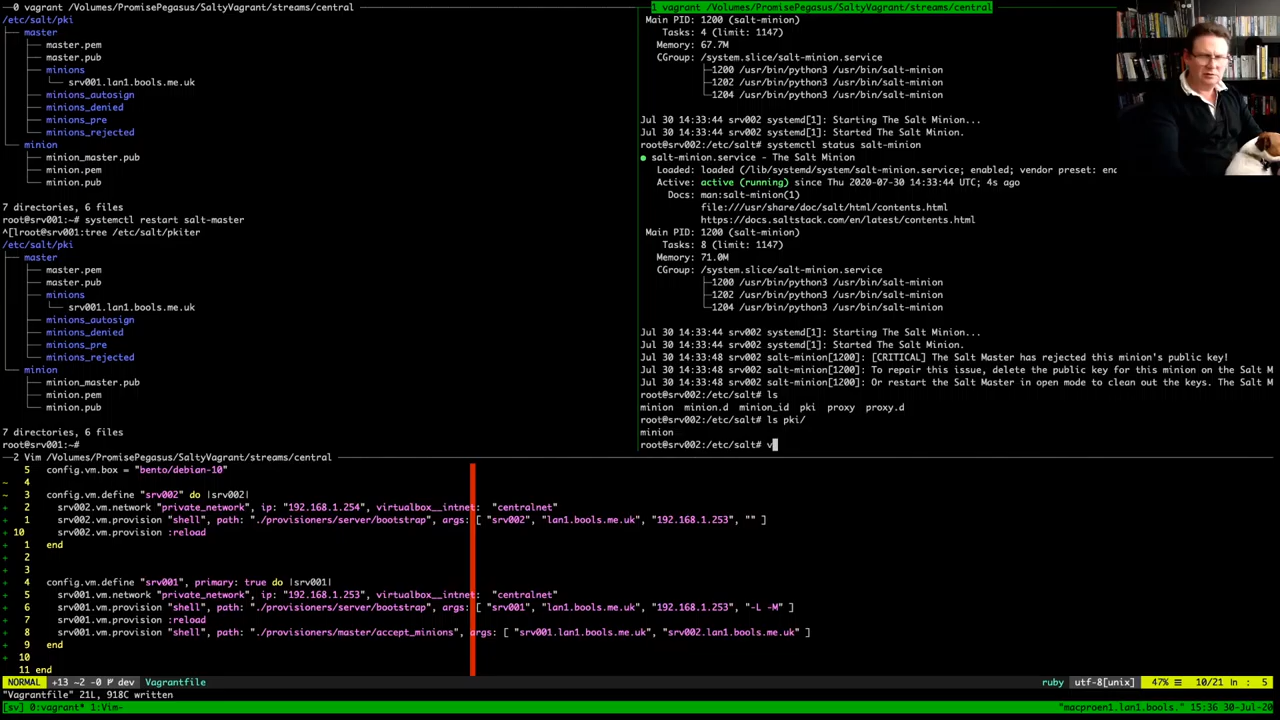 —0 vagrant /Volumes/PromisePegasus/SaltyVagrant/streams/central
/etc/salt/pki
├── master
│   ├── master.pem
│   ├── master.pub
│   ├── minions
│   │   └── srv001.lan1.bools.me.uk
│   ├── minions_autosign
│   ├── minions_denied
│   ├── minions_pre
│   └── minions_rejected
└── minion
    ├── minion_master.pub
    ├── minion.pem
    └── minion.pub
7 directories, 6 files
root@srv001:~# systemctl restart salt-master
^[lroot@srv001:tree /etc/salt/pkiter
/etc/salt/pki
├── master
│   ├── master.pem
│   ├── master.pub
│   ├── minions
│   │   └── srv001.lan1.bools.me.uk
│   ├── minions_autosign
│   ├── minions_denied
│   ├── minions_pre
│   └── minions_rejected
└── minion
    ├── minion_master.pub
    ├── minion.pem
    └── minion.pub
7 directories, 6 files
root@srv001:~#
1 vagrant /Volumes/PromisePegasus/SaltyVagrant/streams/central
Main PID: 1200 (salt-minion)
Tasks: 4 (limit: 1147)
Memory: 67.7M
CGroup: /system.slice/salt-minion.service
├─1200 /usr/bin/python3 /usr/bin/salt-minion
├─1202 /usr/bin/python3 /usr/bin/salt-minion
└─1204 /usr/bin/python3 /usr/bin/salt-minion
Jul 30 14:33:44 srv002 systemd[1]: Starting The Salt Minion...
Jul 30 14:33:44 srv002 systemd[1]: Started The Salt Minion.
root@srv002:/etc/salt# systemctl status salt-minion
● salt-minion.service - The Salt Minion
Loaded: loaded (/lib/systemd/system/salt-minion.service; enabled; vendor preset: ena
Active: active (running) since Thu 2020-07-30 14:33:44 UTC; 4s ago
Docs: man:salt-minion(1)
file:///usr/share/doc/salt/html/contents.html
https://docs.saltstack.com/en/latest/contents.html
Main PID: 1200 (salt-minion)
Tasks: 8 (limit: 1147)
Memory: 71.0M
CGroup: /system.slice/salt-minion.service
├─1200 /usr/bin/python3 /usr/bin/salt-minion
├─1202 /usr/bin/python3 /usr/bin/salt-minion
└─1204 /usr/bin/python3 /usr/bin/salt-minion
Jul 30 14:33:44 srv002 systemd[1]: Starting The Salt Minion...
Jul 30 14:33:44 srv002 systemd[1]: Started The Salt Minion.
Jul 30 14:33:48 srv002 salt-minion[1200]: [CRITICAL] The Salt Master has rejected this minion's public key!
Jul 30 14:33:48 srv002 salt-minion[1200]: To repair this issue, delete the public key for this minion on the Salt M
Jul 30 14:33:48 srv002 salt-minion[1200]: Or restart the Salt Master in open mode to clean out the keys. The Salt M
root@srv002:/etc/salt# ls
minion  minion.d  minion_id  pki  proxy  proxy.d
root@srv002:/etc/salt# ls pki/
minion
root@srv002:/etc/salt# v
—2 Vim /Volumes/PromisePegasus/SaltyVagrant/streams/central
5 config.vm.box = "bento/debian-10"
~ 4
~ 3 config.vm.define "srv002" do |srv002|
+ 2 srv002.vm.network "private_network", ip: "192.168.1.254", virtualbox__intnet: "centralnet"
+ 1 srv002.vm.provision "shell", path: "./provisioners/server/bootstrap", args: [ "srv002", "lan1.bools.me.uk", "192.168.1.253", "" ]
+ 10 srv002.vm.provision :reload
+ 1 end
+ 2
+ 3
+ 4 config.vm.define "srv001", primary: true do |srv001|
+ 5 srv001.vm.network "private_network", ip: "192.168.1.253", virtualbox__intnet: "centralnet"
+ 6 srv001.vm.provision "shell", path: "./provisioners/server/bootstrap", args: [ "srv001", "lan1.bools.me.uk", "192.168.1.253", "-L -M" ]
+ 7 srv001.vm.provision :reload
+ 8 srv001.vm.provision "shell", path: "./provisioners/master/accept_minions", args: [ "srv001.lan1.bools.me.uk", "srv002.lan1.bools.me.uk" ]
+ 9 end
+ 10
11 end
NORMAL +13 ~2 -0 dev Vagrantfile ruby utf-8[unix] 47% ≡ 10/21 ln : 5
"Vagrantfile" 21L, 918C written
[sv] 0:vagrant* 1:Vim- "macproen1.lan1.bools." 15:36 30-Jul-20